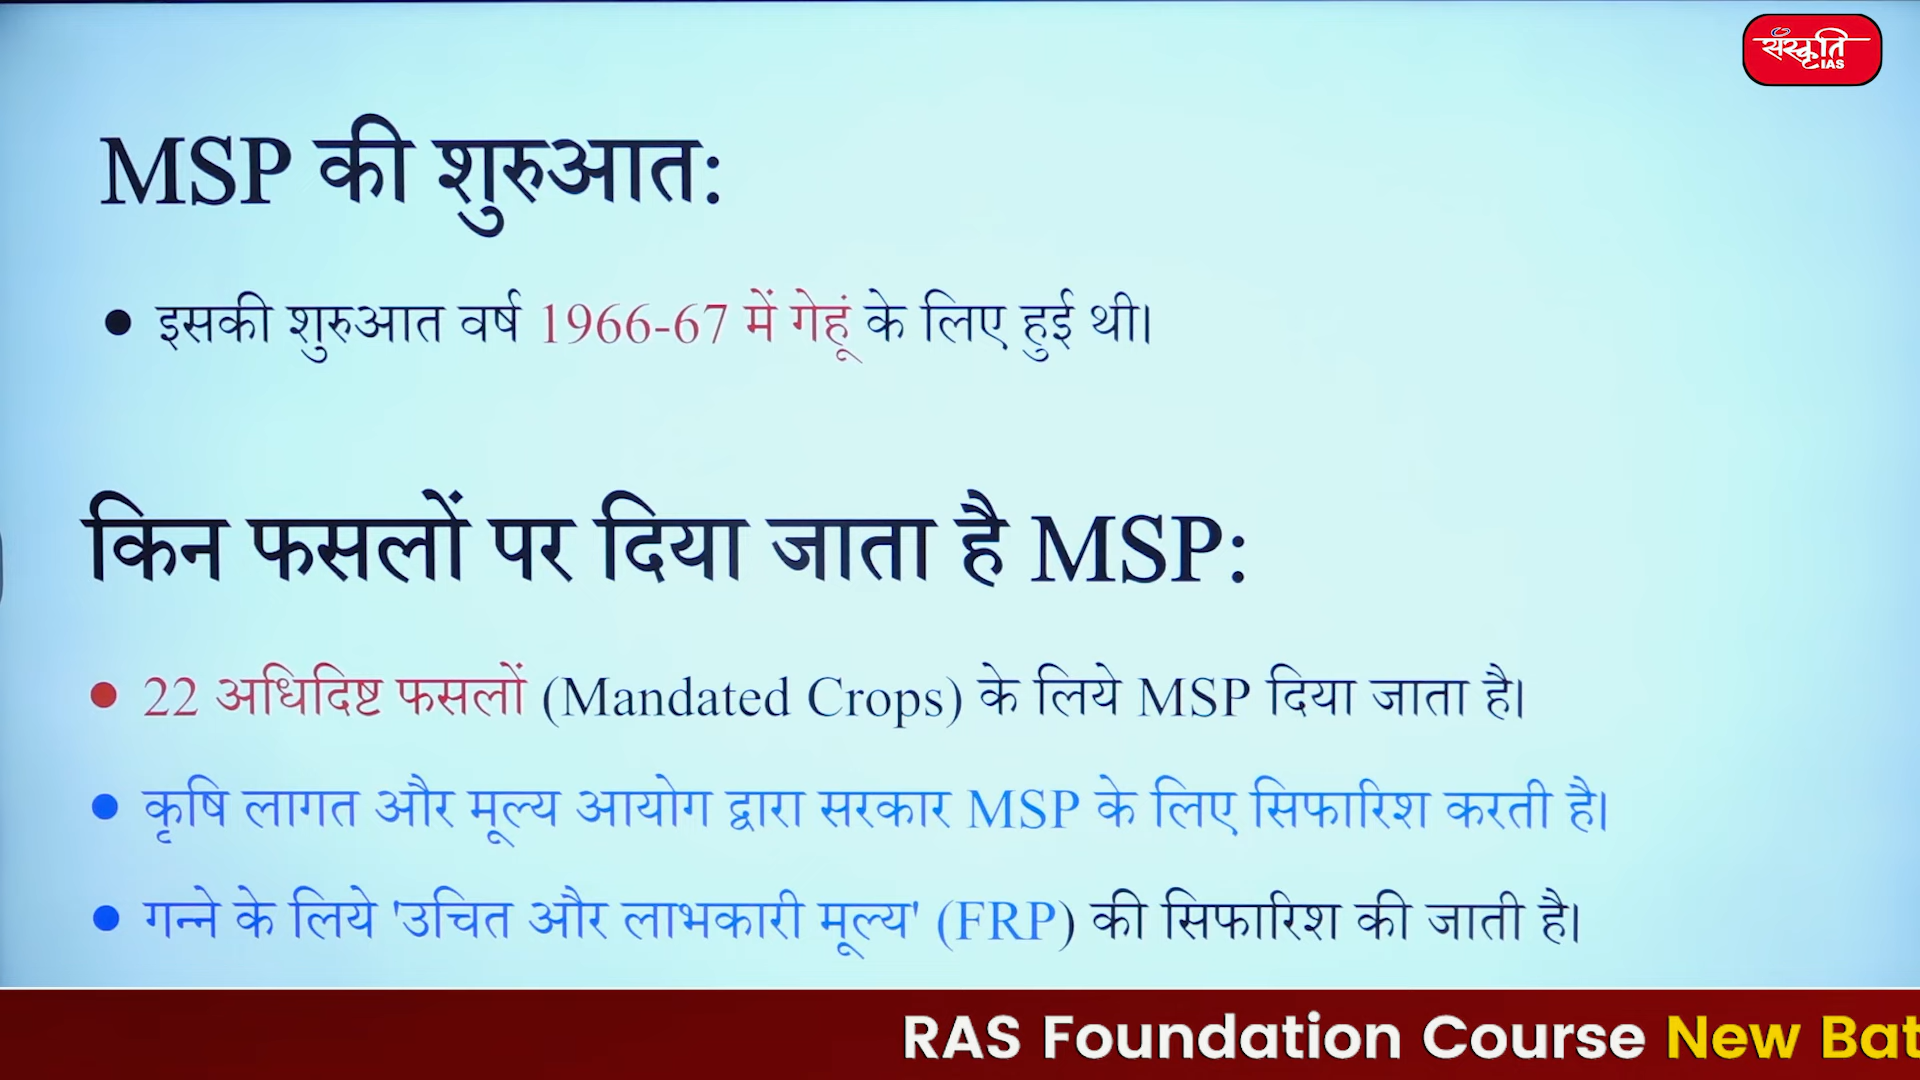 संस्कृति
IAS
MSP की शुरुआत:
• इसकी शुरुआत वर्ष 1966-67 में गेहूं के लिए हुई थी।
किन फसलों पर दिया जाता है MSP:
• 22 अधिदिष्ट फसलों (Mandated Crops) के लिये MSP दिया जाता है।
• कृषि लागत और मूल्य आयोग द्वारा सरकार MSP के लिए सिफारिश करती है।
• गन्ने के लिये 'उचित और लाभकारी मूल्य' (FRP) की सिफारिश की जाती है।
RAS Foundation Course New Bat